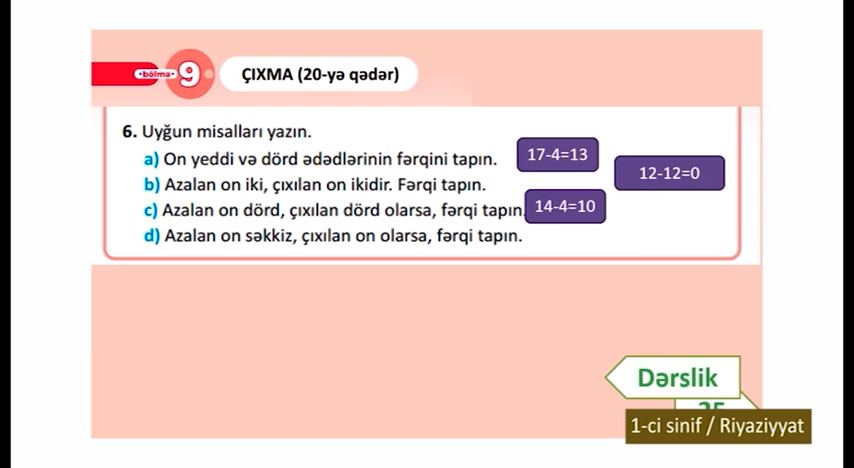 •bölmə• 9 ÇIXMA (20-yə qədər)
6. Uyğun misalları yazın.
a) On yeddi və dörd ədədlərinin fərqini tapın. 17-4=13
b) Azalan on iki, çıxılan on ikidir. Fərqi tapın. 12-12=0
c) Azalan on dörd, çıxılan dörd olarsa, fərqi tapın 14-4=10
d) Azalan on səkkiz, çıxılan on olarsa, fərqi tapın.
Dərslik
1-ci sinif / Riyaziyyat